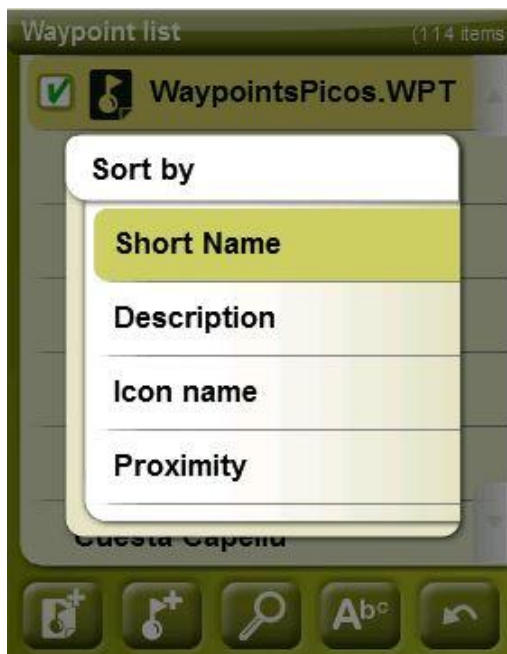 Waypoint list (114 items
WaypointsPicos.WPT
Sort by
Short Name
Description
Icon name
Proximity
Cuesta Capellu
Abc